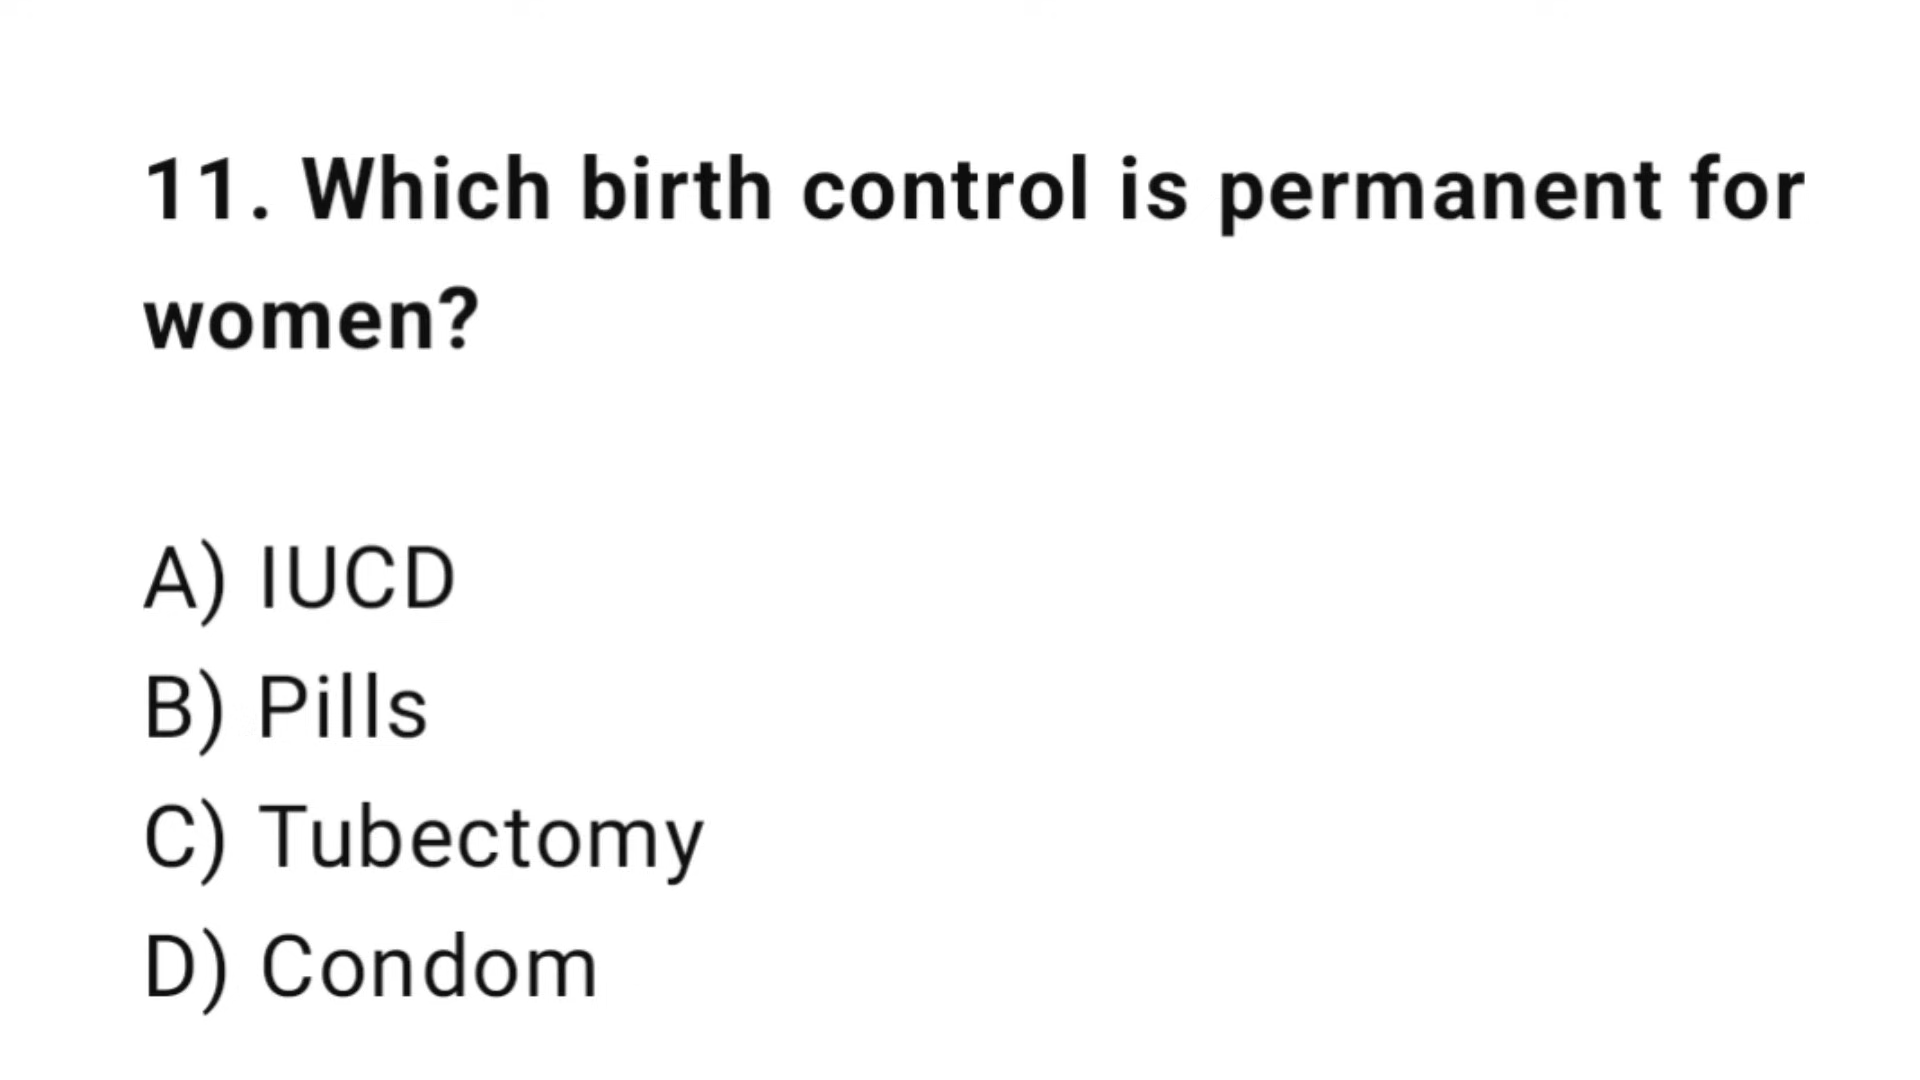 11. Which birth control is permanent for
women?
A) IUCD
B) Pills
C) Tubectomy
D) Condom